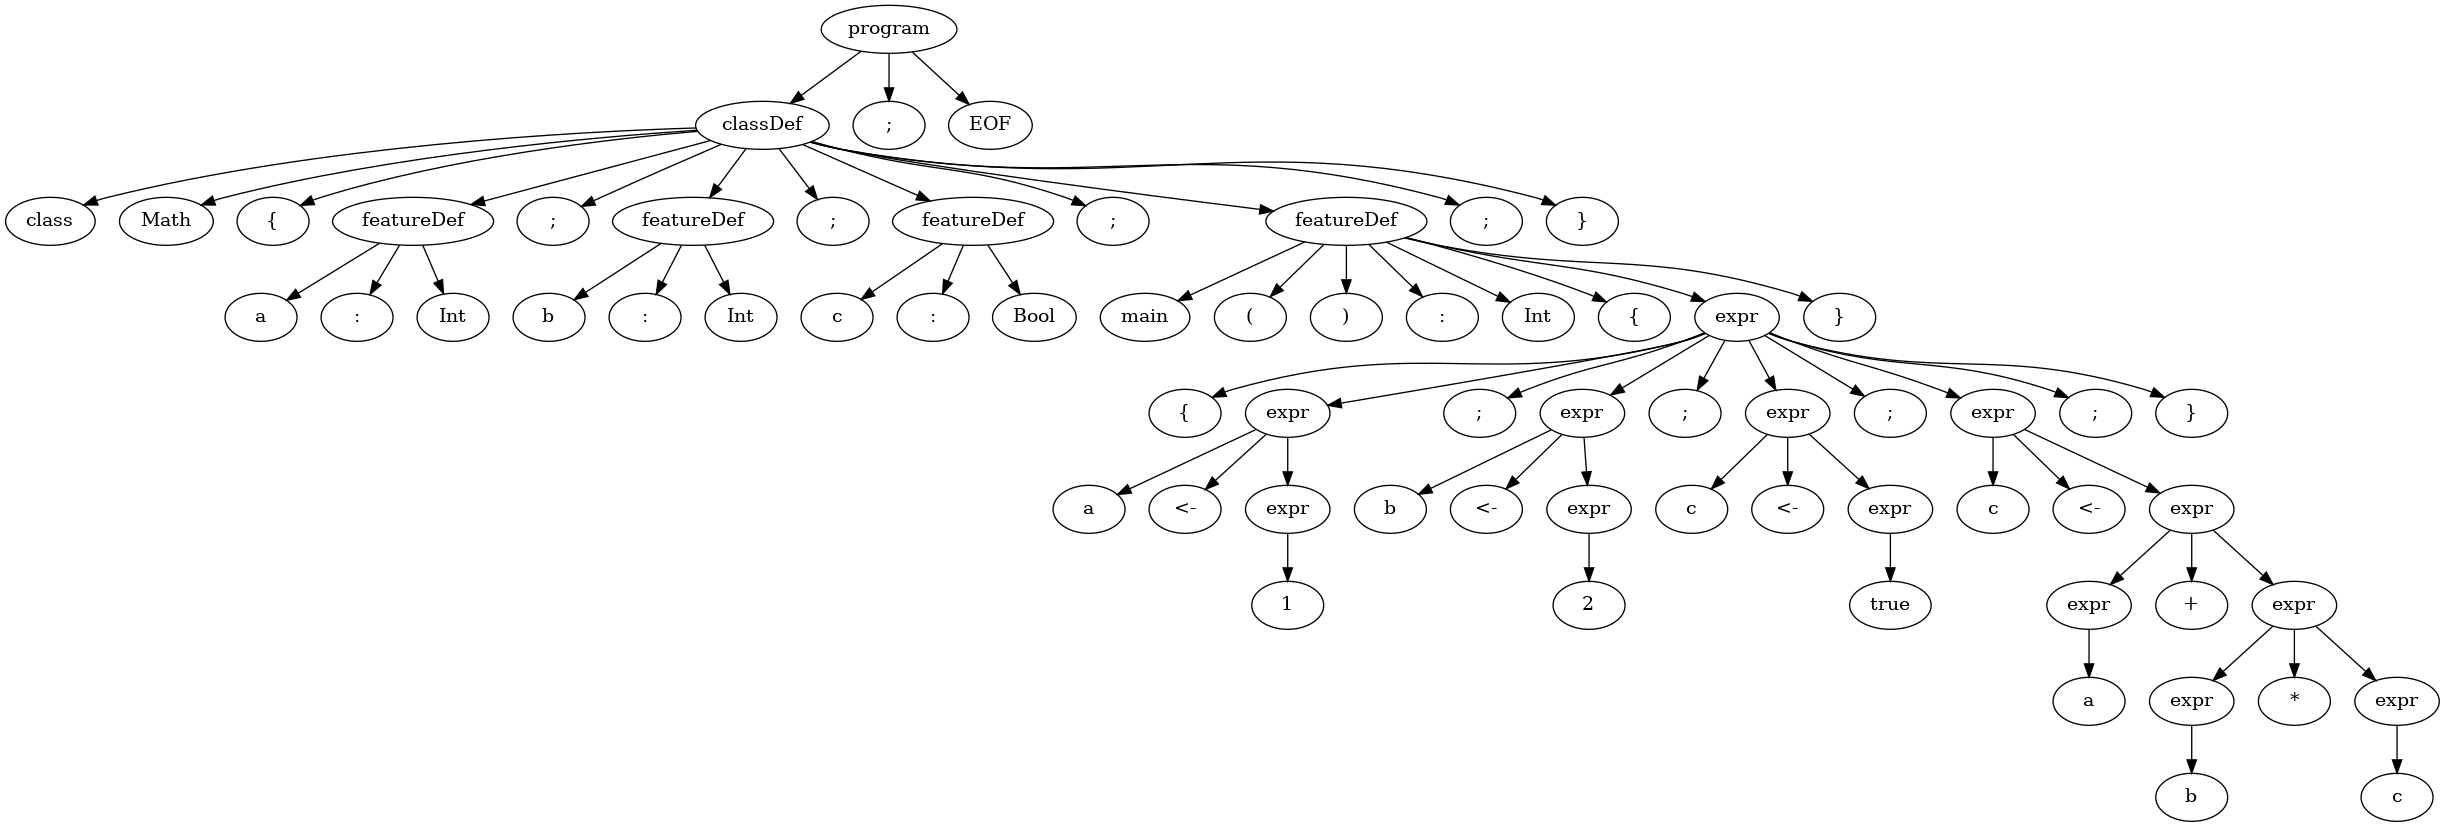 program
classDef ; EOF
class Math { featureDef ; featureDef ; featureDef ; featureDef ; }
a : Int b : Int c : Bool main ( ) : Int { expr }
{ expr ; expr ; expr ; expr ; }
a <- expr b <- expr c <- expr c <- expr
1 2 true expr + expr
a expr * expr
b c